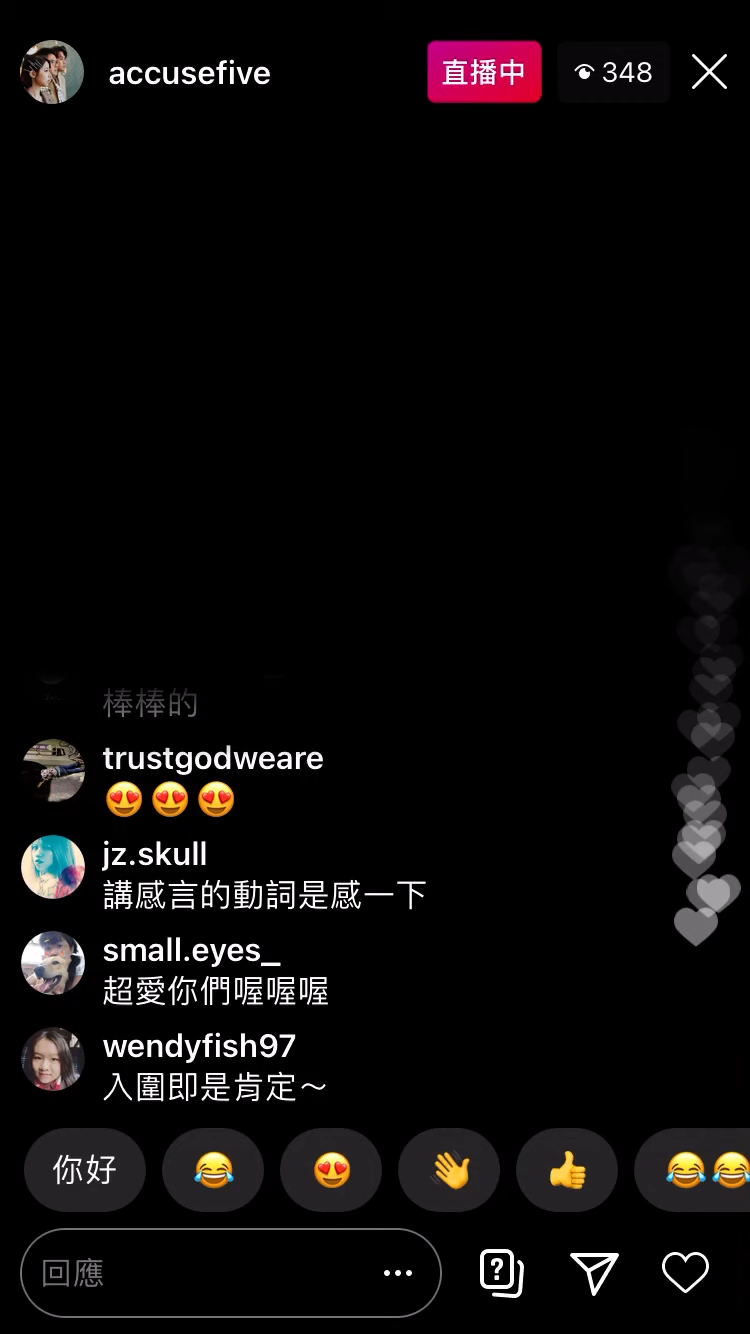 accusefive
直播中
348
棒棒的
trustgodweare
😍😍😍
jz.skull
講感言的動詞是感一下
small.eyes_
超愛你們喔喔喔
wendyfish97
入圍即是肯定～
你好
😂
😍
👋
👍
😂😂
回應